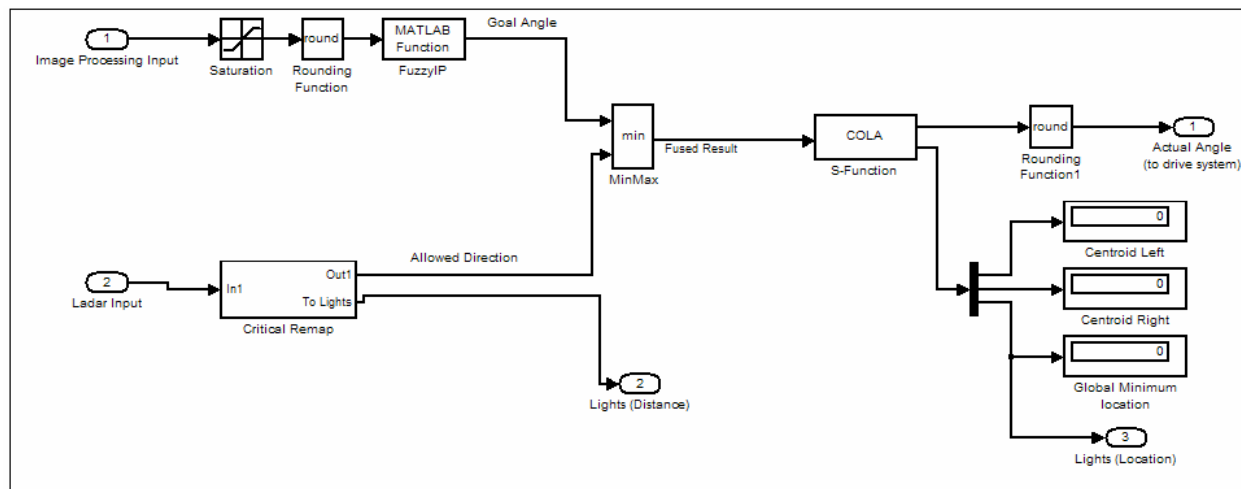 1
Image Processing Input
Saturation
round
Rounding
Function
MATLAB
Function
FuzzyIP
Goal Angle
min
MinMax
Fused Result
COLA
S-Function
round
Rounding
Function1
1
Actual Angle
(to drive system)
2
Ladar Input
In1
Out1
To Lights
Critical Remap
Allowed Direction
2
Lights (Distance)
0
Centroid Left
0
Centroid Right
0
Global Minimum
location
3
Lights (Location)